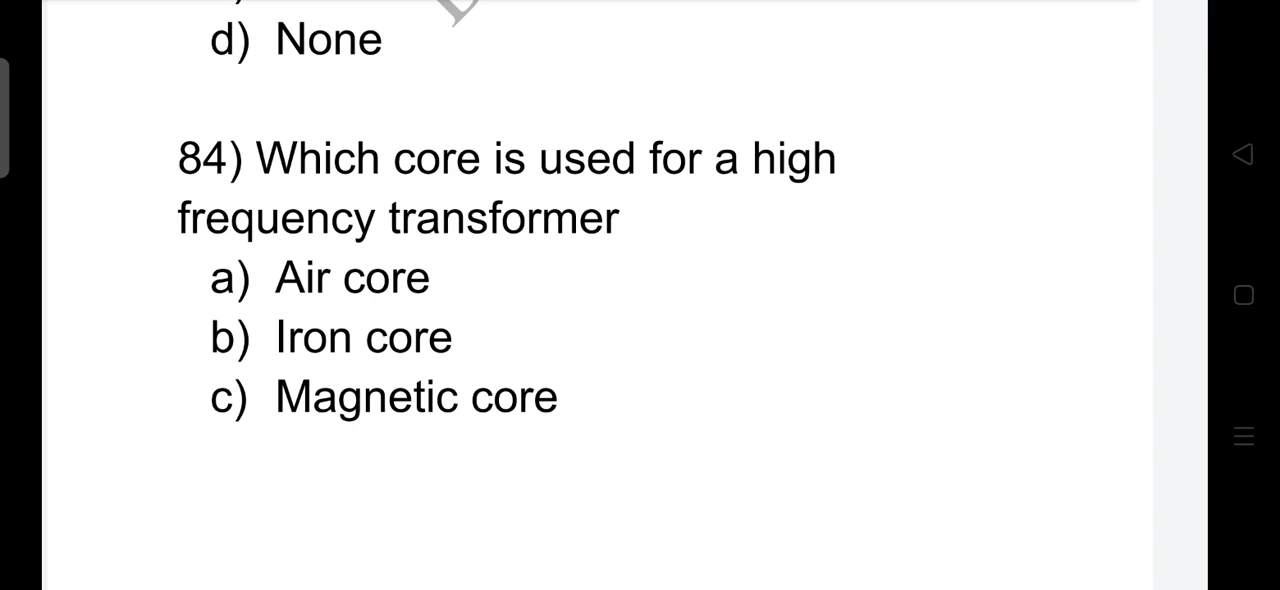 d) None
84) Which core is used for a high
frequency transformer
a) Air core
b) Iron core
c) Magnetic core